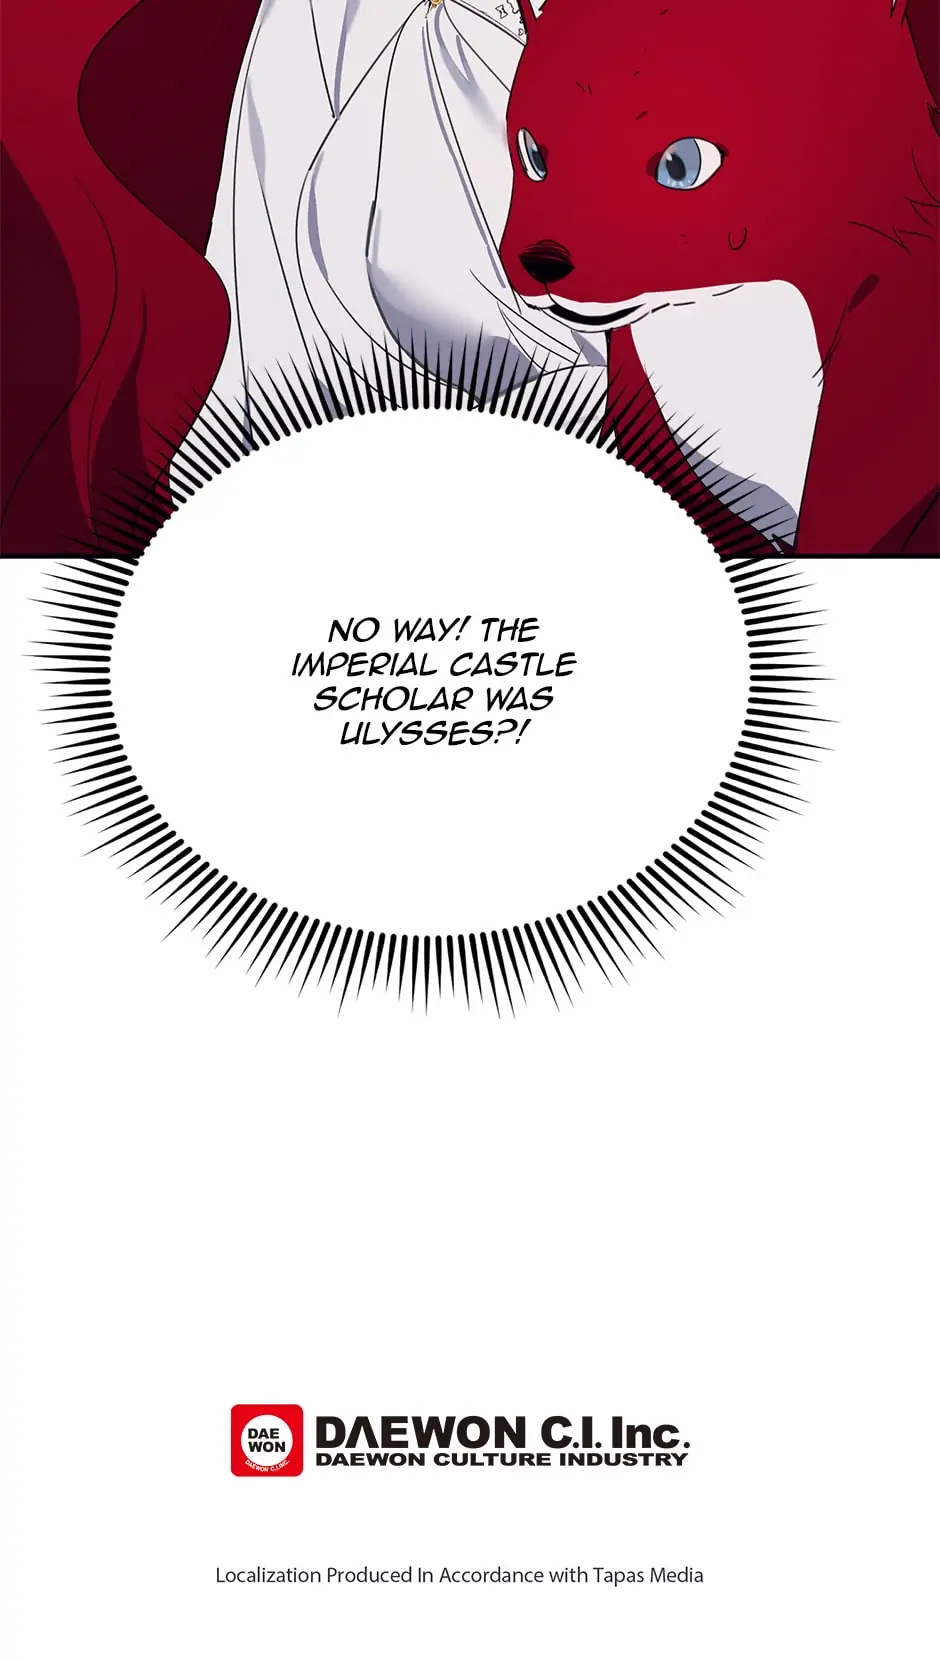 NO WAY! THE
IMPERIAL CASTLE
SCHOLAR WAS
ULYSSES?!
DAE
WON
DAEWON C.I.INC.
DAEWON C.I. Inc.
DAEWON CULTURE INDUSTRY
Localization Produced In Accordance with Tapas Media